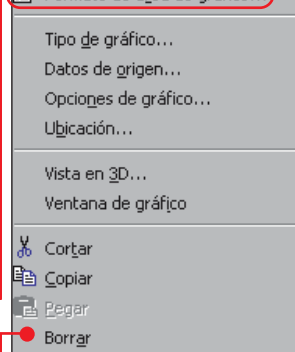 Tipo de gráfico...
Datos de origen...
Opciones de gráfico...
Ubicación...
Vista en 3D...
Ventana de gráfico
Cortar
Copiar
Pegar
Borrar